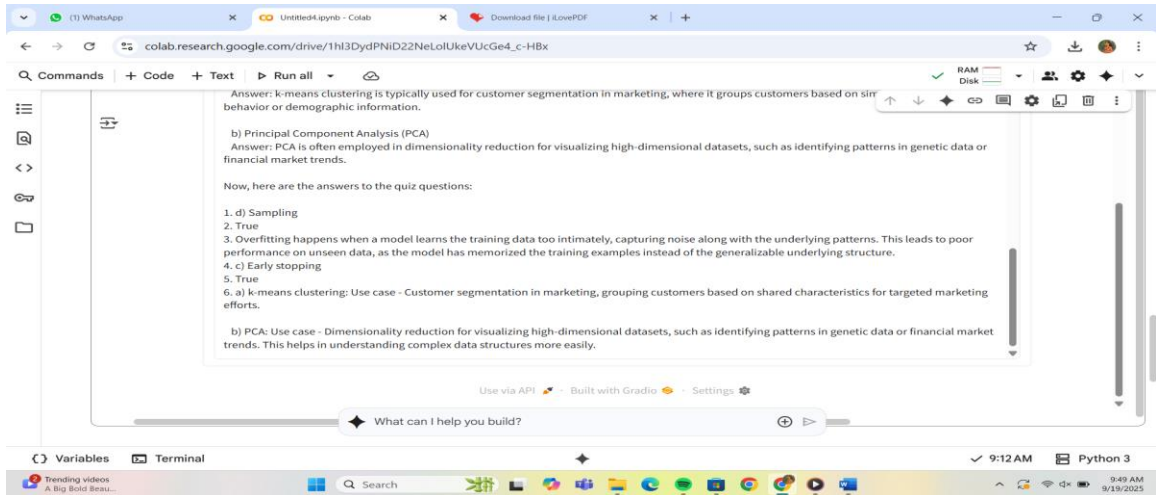 (1) WhatsApp
Untitled4.ipynb - Colab
Download file | iLovePDF
colab.research.google.com/drive/1hl3DydPNiD22NeLolUkeVUcGe4_c-HBx
Commands + Code + Text Run all
RAM
Disk
Answer: k-means clustering is typically used for customer segmentation in marketing, where it groups customers based on sim
behavior or demographic information.
b) Principal Component Analysis (PCA)
Answer: PCA is often employed in dimensionality reduction for visualizing high-dimensional datasets, such as identifying patterns in genetic data or
financial market trends.
Now, here are the answers to the quiz questions:
1. d) Sampling
2. True
3. Overfitting happens when a model learns the training data too intimately, capturing noise along with the underlying patterns. This leads to poor
performance on unseen data, as the model has memorized the training examples instead of the generalizable underlying structure.
4. c) Early stopping
5. True
6. a) k-means clustering: Use case - Customer segmentation in marketing, grouping customers based on shared characteristics for targeted marketing
efforts.
b) PCA: Use case - Dimensionality reduction for visualizing high-dimensional datasets, such as identifying patterns in genetic data or financial market
trends. This helps in understanding complex data structures more easily.
Use via API · Built with Gradio · Settings
What can I help you build?
Variables Terminal
9:12 AM Python 3
2
Trending videos
A Big Bold Beau...
Search
9:49 AM
9/19/2025